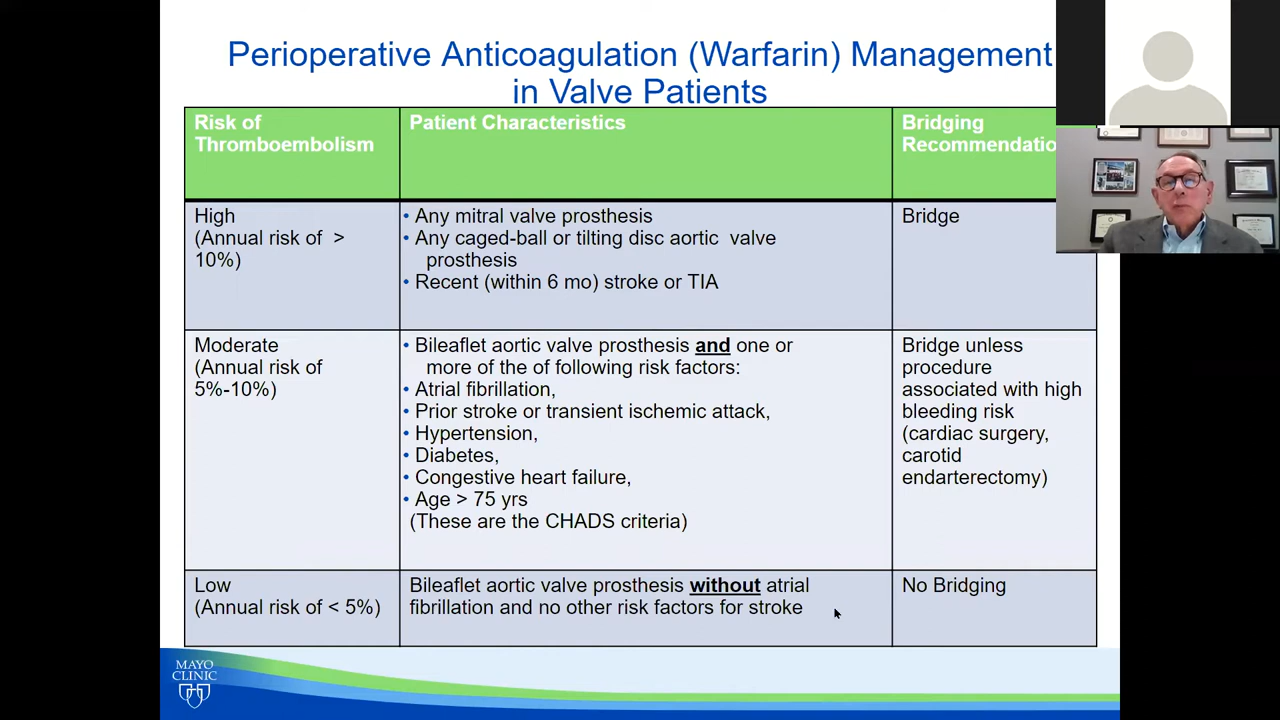 Perioperative Anticoagulation (Warfarin) Management
in Valve Patients
Risk of
Thromboembolism
Patient Characteristics
Bridging
Recommendatio
High
(Annual risk of >
10%)
• Any mitral valve prosthesis
• Any caged-ball or tilting disc aortic valve
prosthesis
• Recent (within 6 mo) stroke or TIA
Bridge
Moderate
(Annual risk of
5%-10%)
• Bileaflet aortic valve prosthesis and one or
more of the of following risk factors:
• Atrial fibrillation,
• Prior stroke or transient ischemic attack,
• Hypertension,
• Diabetes,
• Congestive heart failure,
• Age > 75 yrs
(These are the CHADS criteria)
Bridge unless
procedure
associated with high
bleeding risk
(cardiac surgery,
carotid
endarterectomy)
Low
(Annual risk of < 5%)
Bileaflet aortic valve prosthesis without atrial
fibrillation and no other risk factors for stroke
No Bridging
MAYO
CLINIC